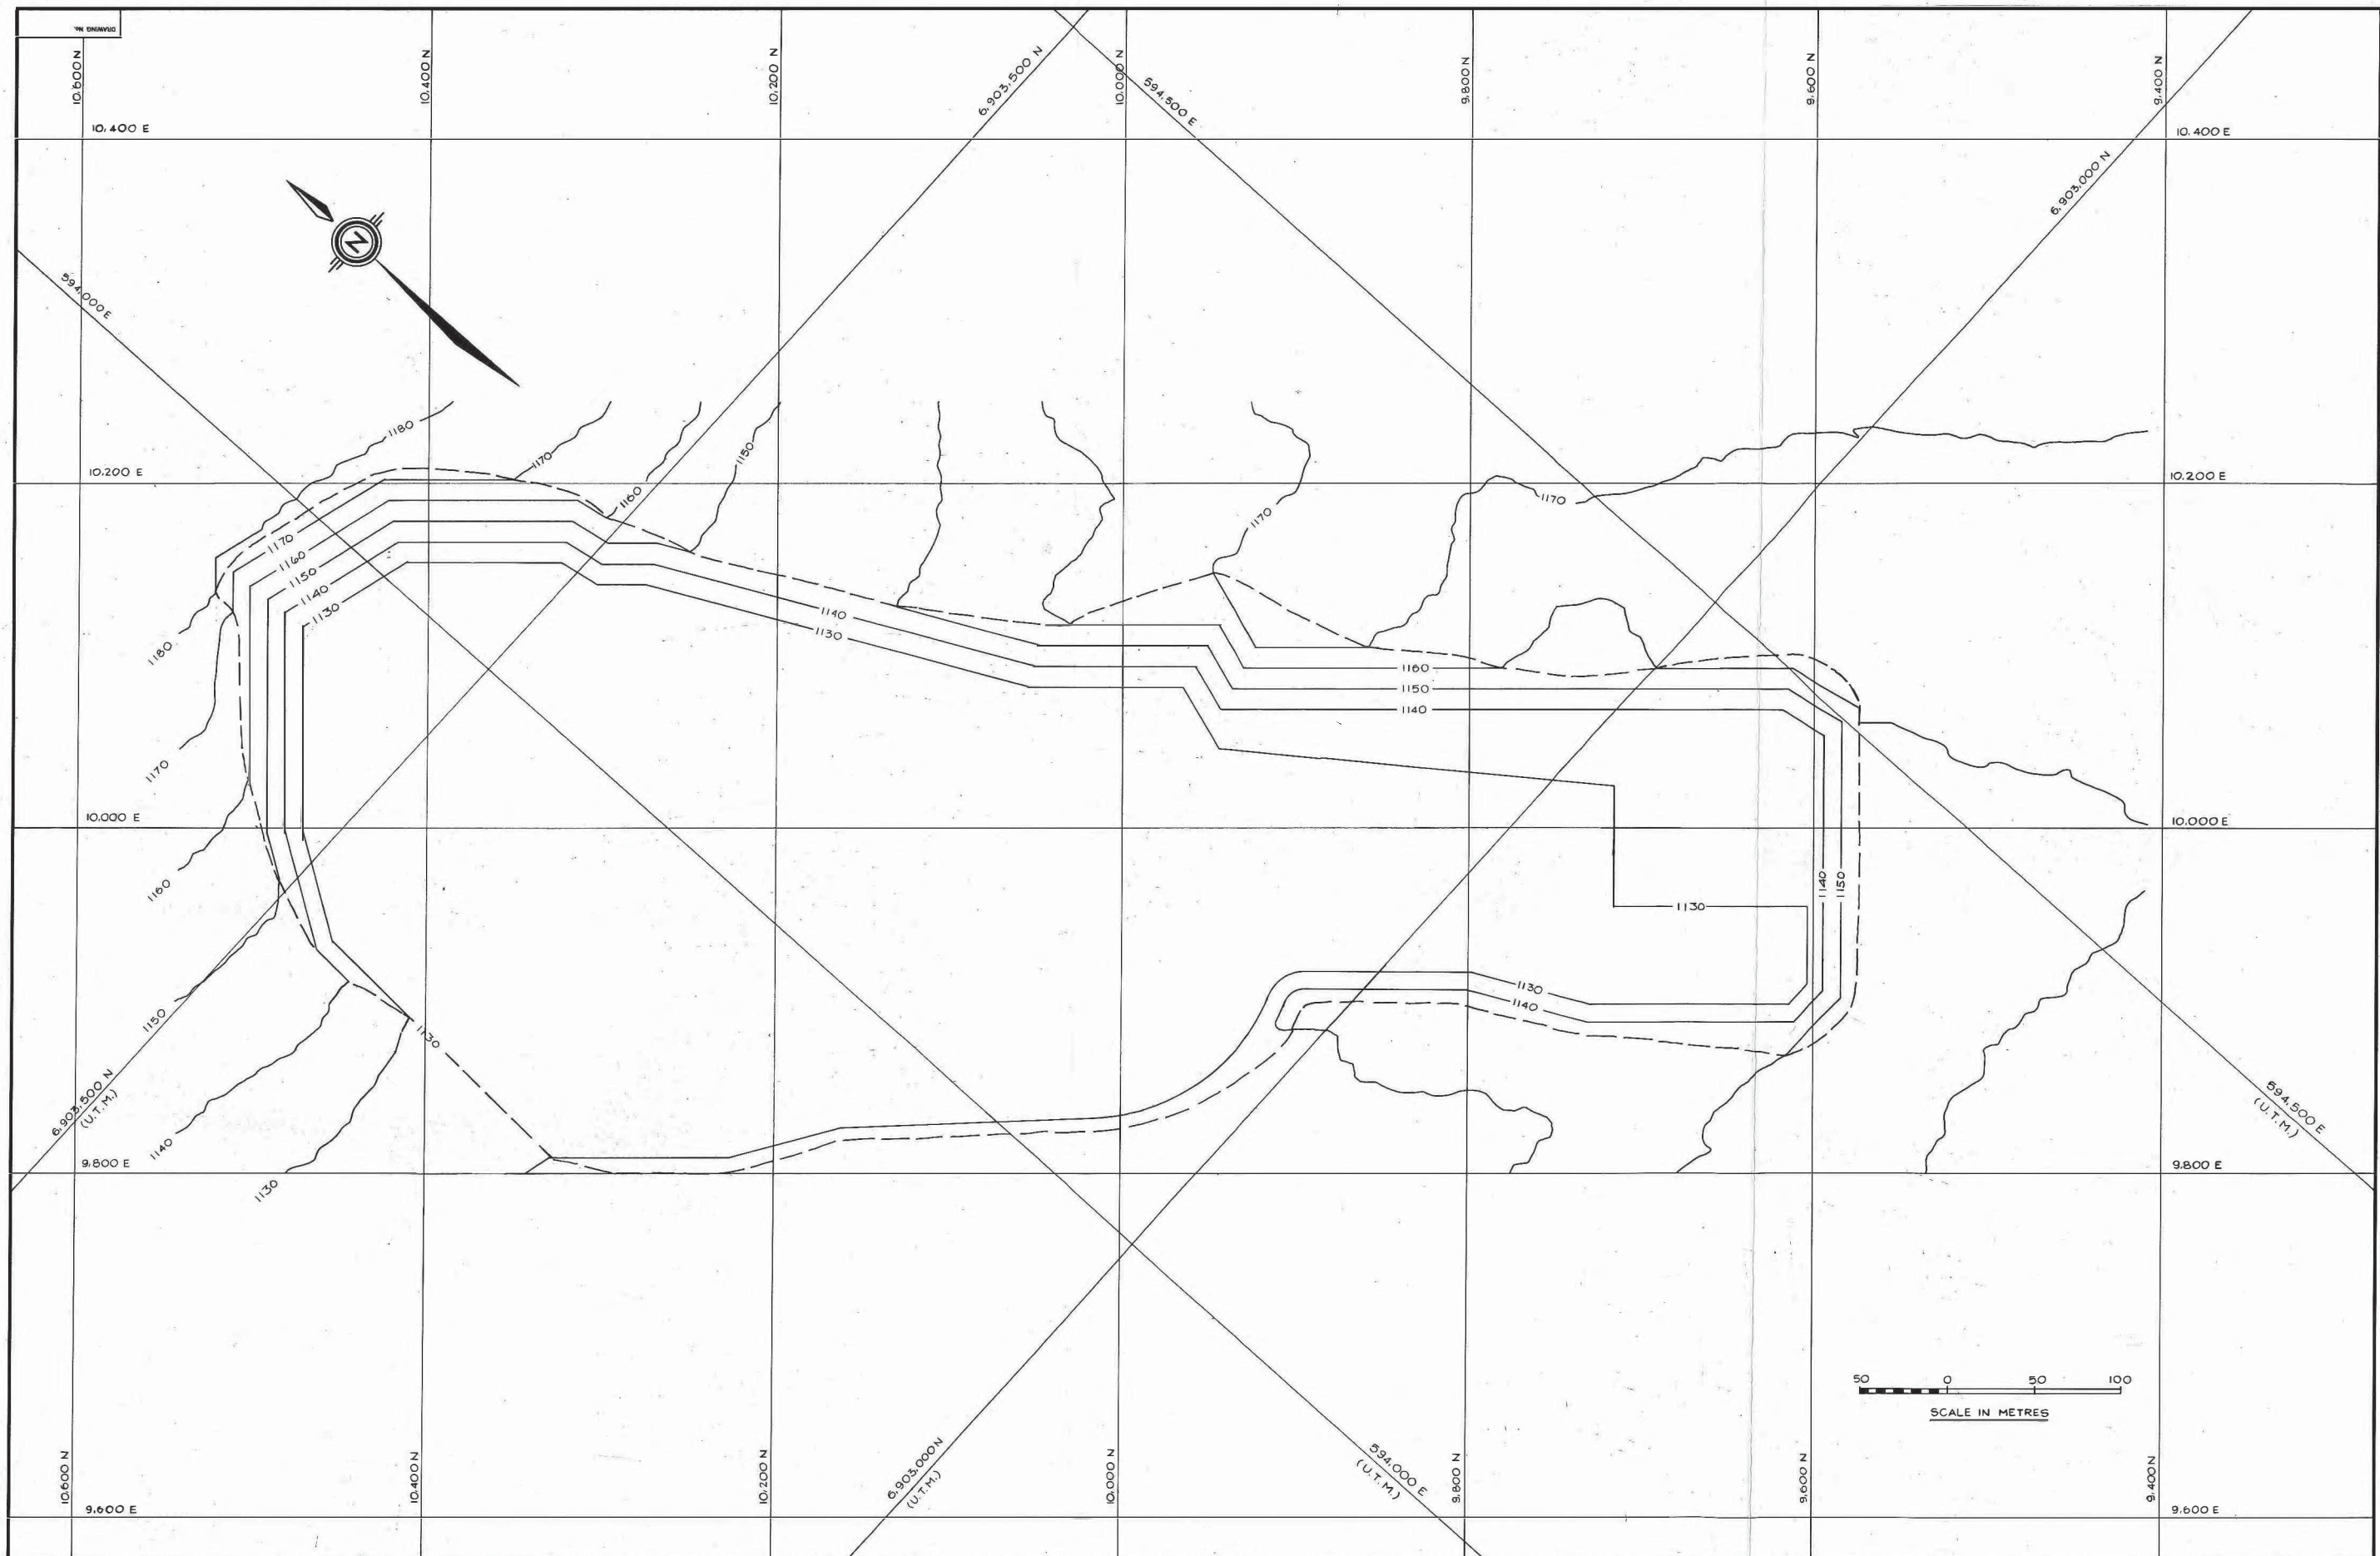 DRAWING No.
10,600 N
10,400 N
10,200 N
6,903,500 N
10,000 N
594,500 E
9,800 N
9,600 N
9,400 N
10,400 E
10,400 E
6,903,000 N
N
594,000 E
1180
1170
1150
1160
10,200 E
1170
1170
10,200 E
1170
1160
1150
1140
1130
1140
1130
1180
1160
1150
1140
1170
10,000 E
10,000 E
1160
1140
1150
1130
1130
1140
1150
1130
6,903,500 N
(U.T.M.)
1140
9,800 E
1130
594,500 E
(U.T.M.)
9,800 E
50 0 50 100
SCALE IN METRES
10,600 N
10,400 N
10,200 N
6,903,000 N
(U.T.M.)
10,000 N
594,000 E
(U.T.M.)
9,800 N
9,600 N
9,400 N
9,600 E
9,600 E